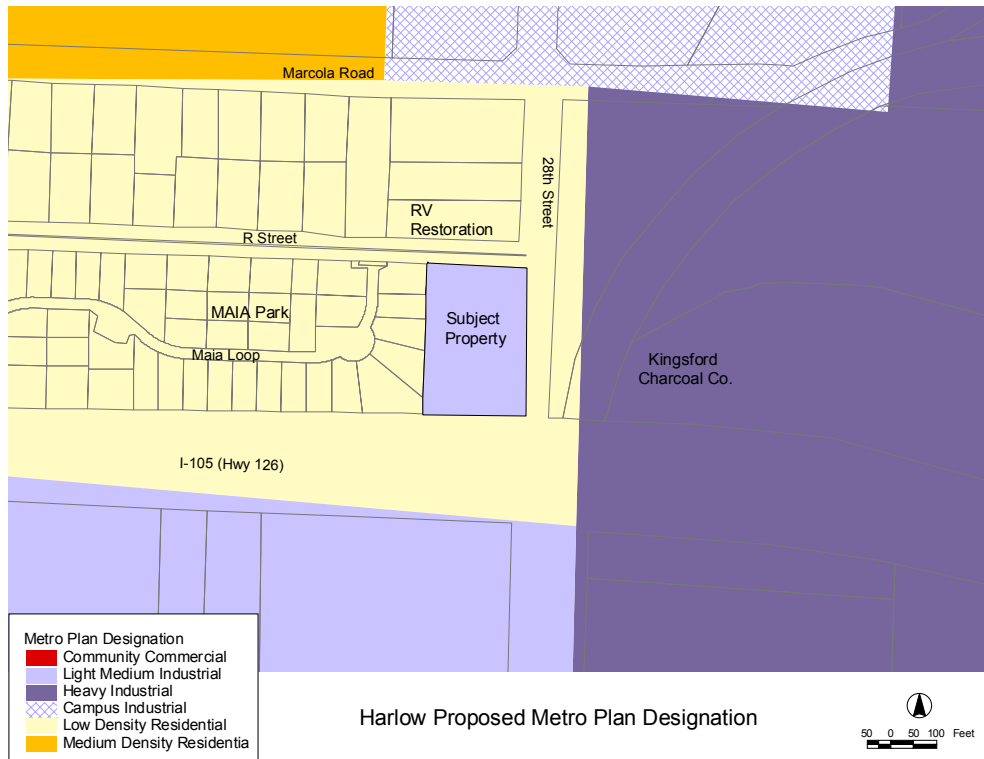 Marcola Road
28th Street
RV
Restoration
R Street
MAIA Park
Subject
Property
Maia Loop
Kingsford
Charcoal Co.
I-105 (Hwy 126)
Metro Plan Designation
Community Commercial
Light Medium Industrial
Heavy Industrial
Campus Industrial
Low Density Residential
Medium Density Residentia
Harlow Proposed Metro Plan Designation
50 0 50 100 Feet